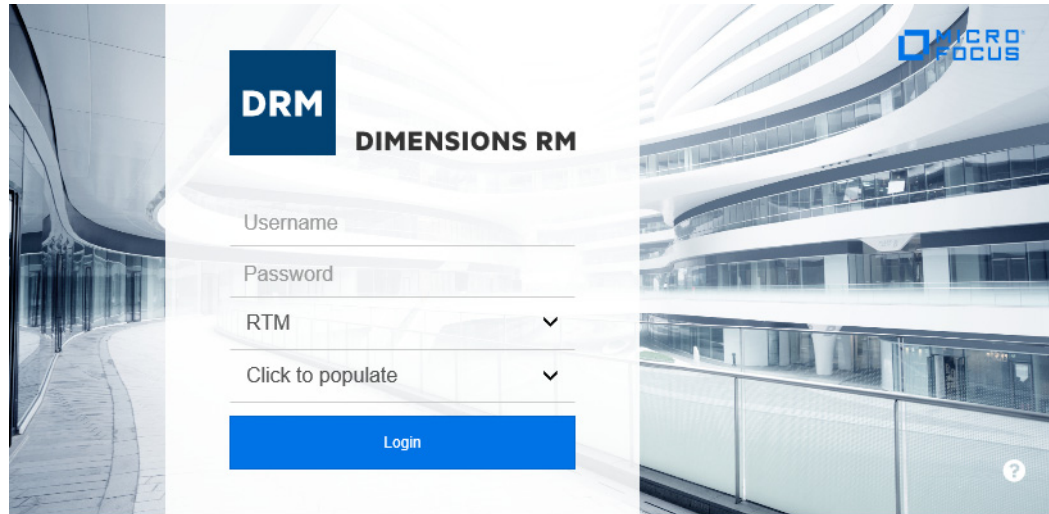 MICRO
FOCUS
DRM
DIMENSIONS RM
Username
Password
RTM
Click to populate
Login
?